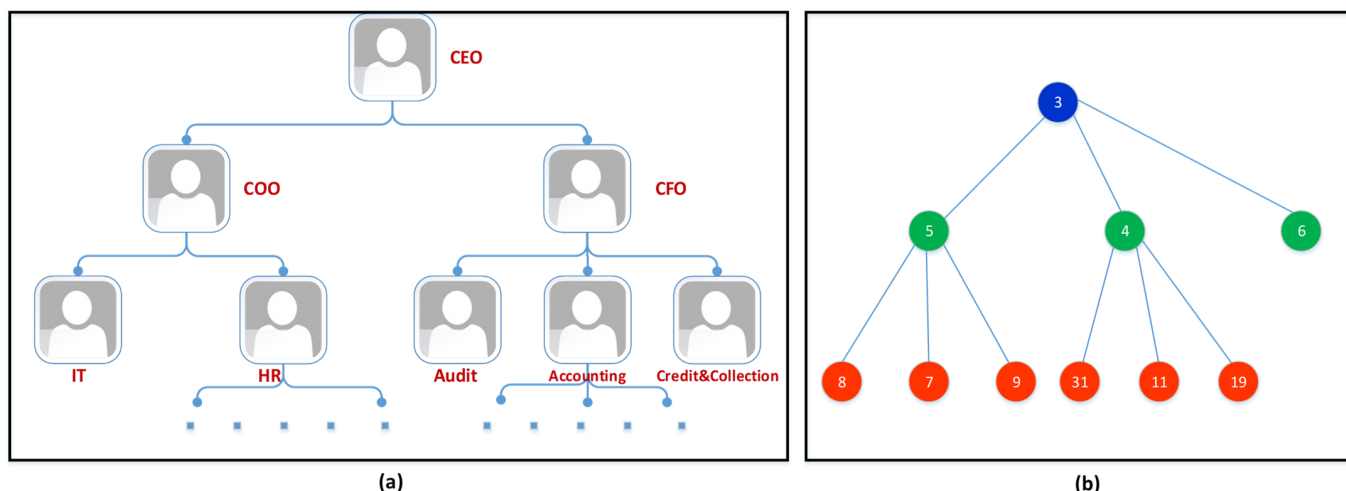 CEO
COO
CFO
IT
HR
Audit
Accounting
Credit&Collection
(a)
3
5
4
6
8
7
9
31
11
19
(b)